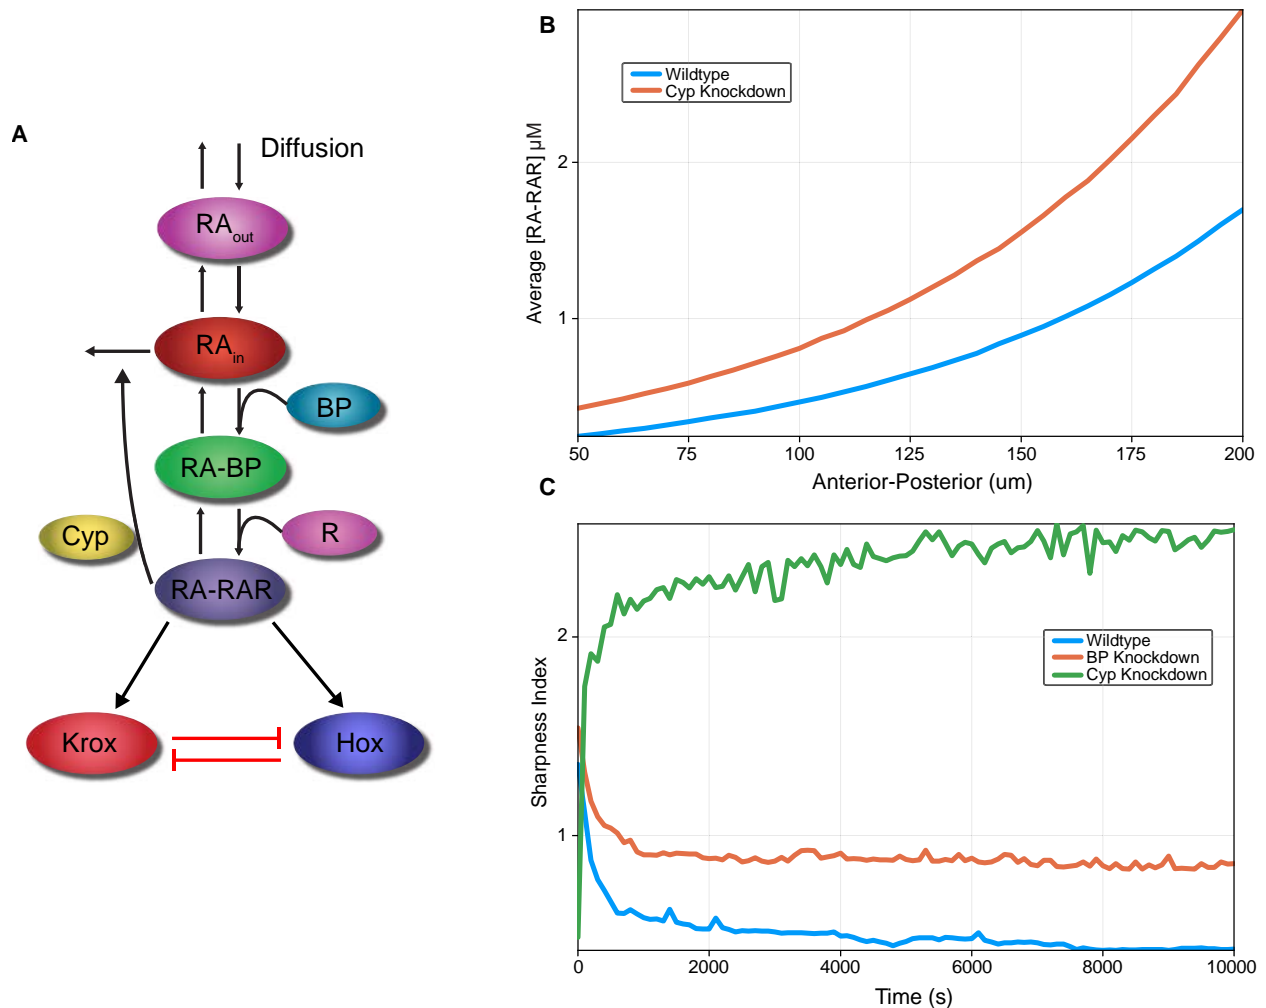 A
Diffusion
RAout
RAin
BP
RA-BP
Cyp
R
RA-RAR
Krox
Hox
B
Wildtype
Cyp Knockdown
Average [RA-RAR] µM
2
1
50
75
100
125
150
175
200
Anterior-Posterior (um)
C
Wildtype
BP Knockdown
Cyp Knockdown
Sharpness Index
2
1
0
2000
4000
6000
8000
10000
Time (s)